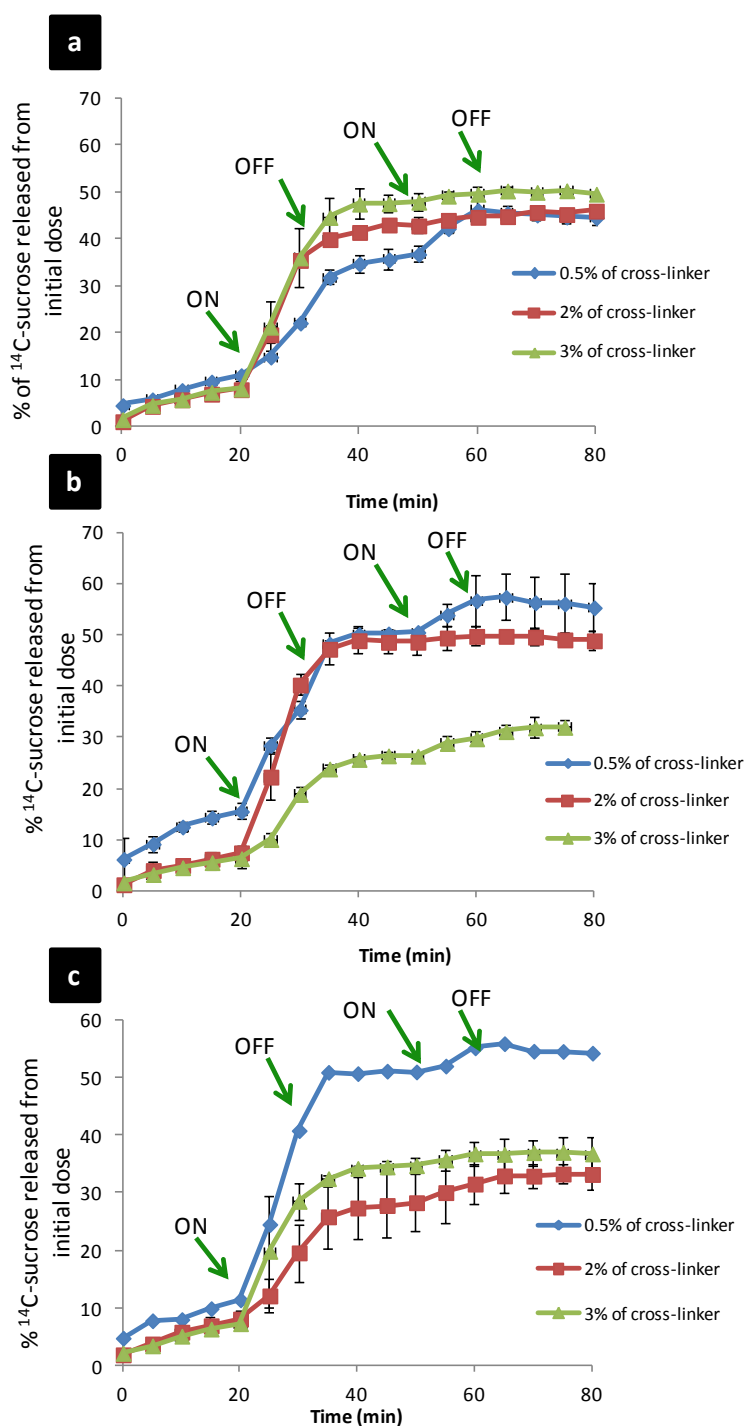 a
% of ¹⁴C-sucrose released from
initial dose
70
60
50
40
30
20
10
0
ON
OFF
ON
OFF
0.5% of cross-linker
2% of cross-linker
3% of cross-linker
0 20 40 60 80
Time (min)
b
% ¹⁴C-sucrose released from
initial dose
70
60
50
40
30
20
10
0
ON
OFF
ON
OFF
0.5% of cross-linker
2% of cross-linker
3% of cross-linker
0 20 40 60 80
Time (min)
c
% ¹⁴C-sucrose released from
initial dose
60
50
40
30
20
10
0
ON
OFF
ON
OFF
0.5% of cross-linker
2% of cross-linker
3% of cross-linker
0 20 40 60 80
Time (min)